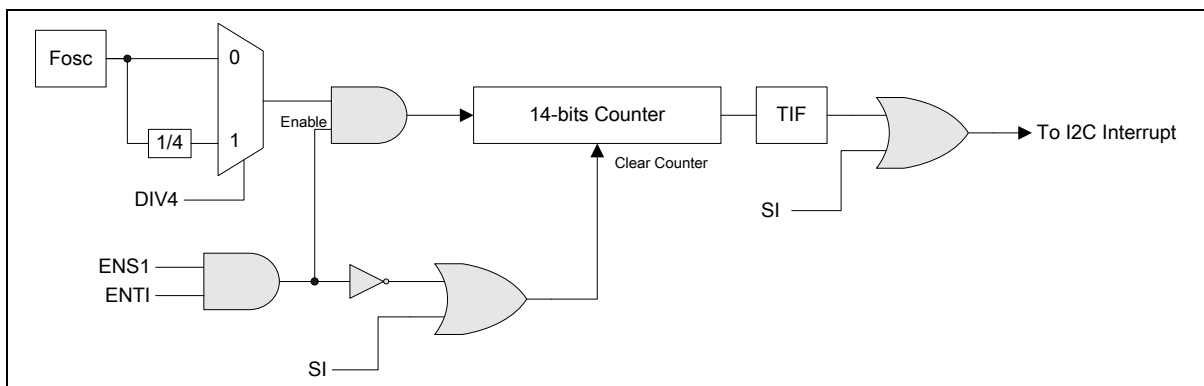 Fosc
0
1/4
1
DIV4
Enable
14-bits Counter
TIF
To I2C Interrupt
Clear Counter
SI
ENS1
ENTI
SI